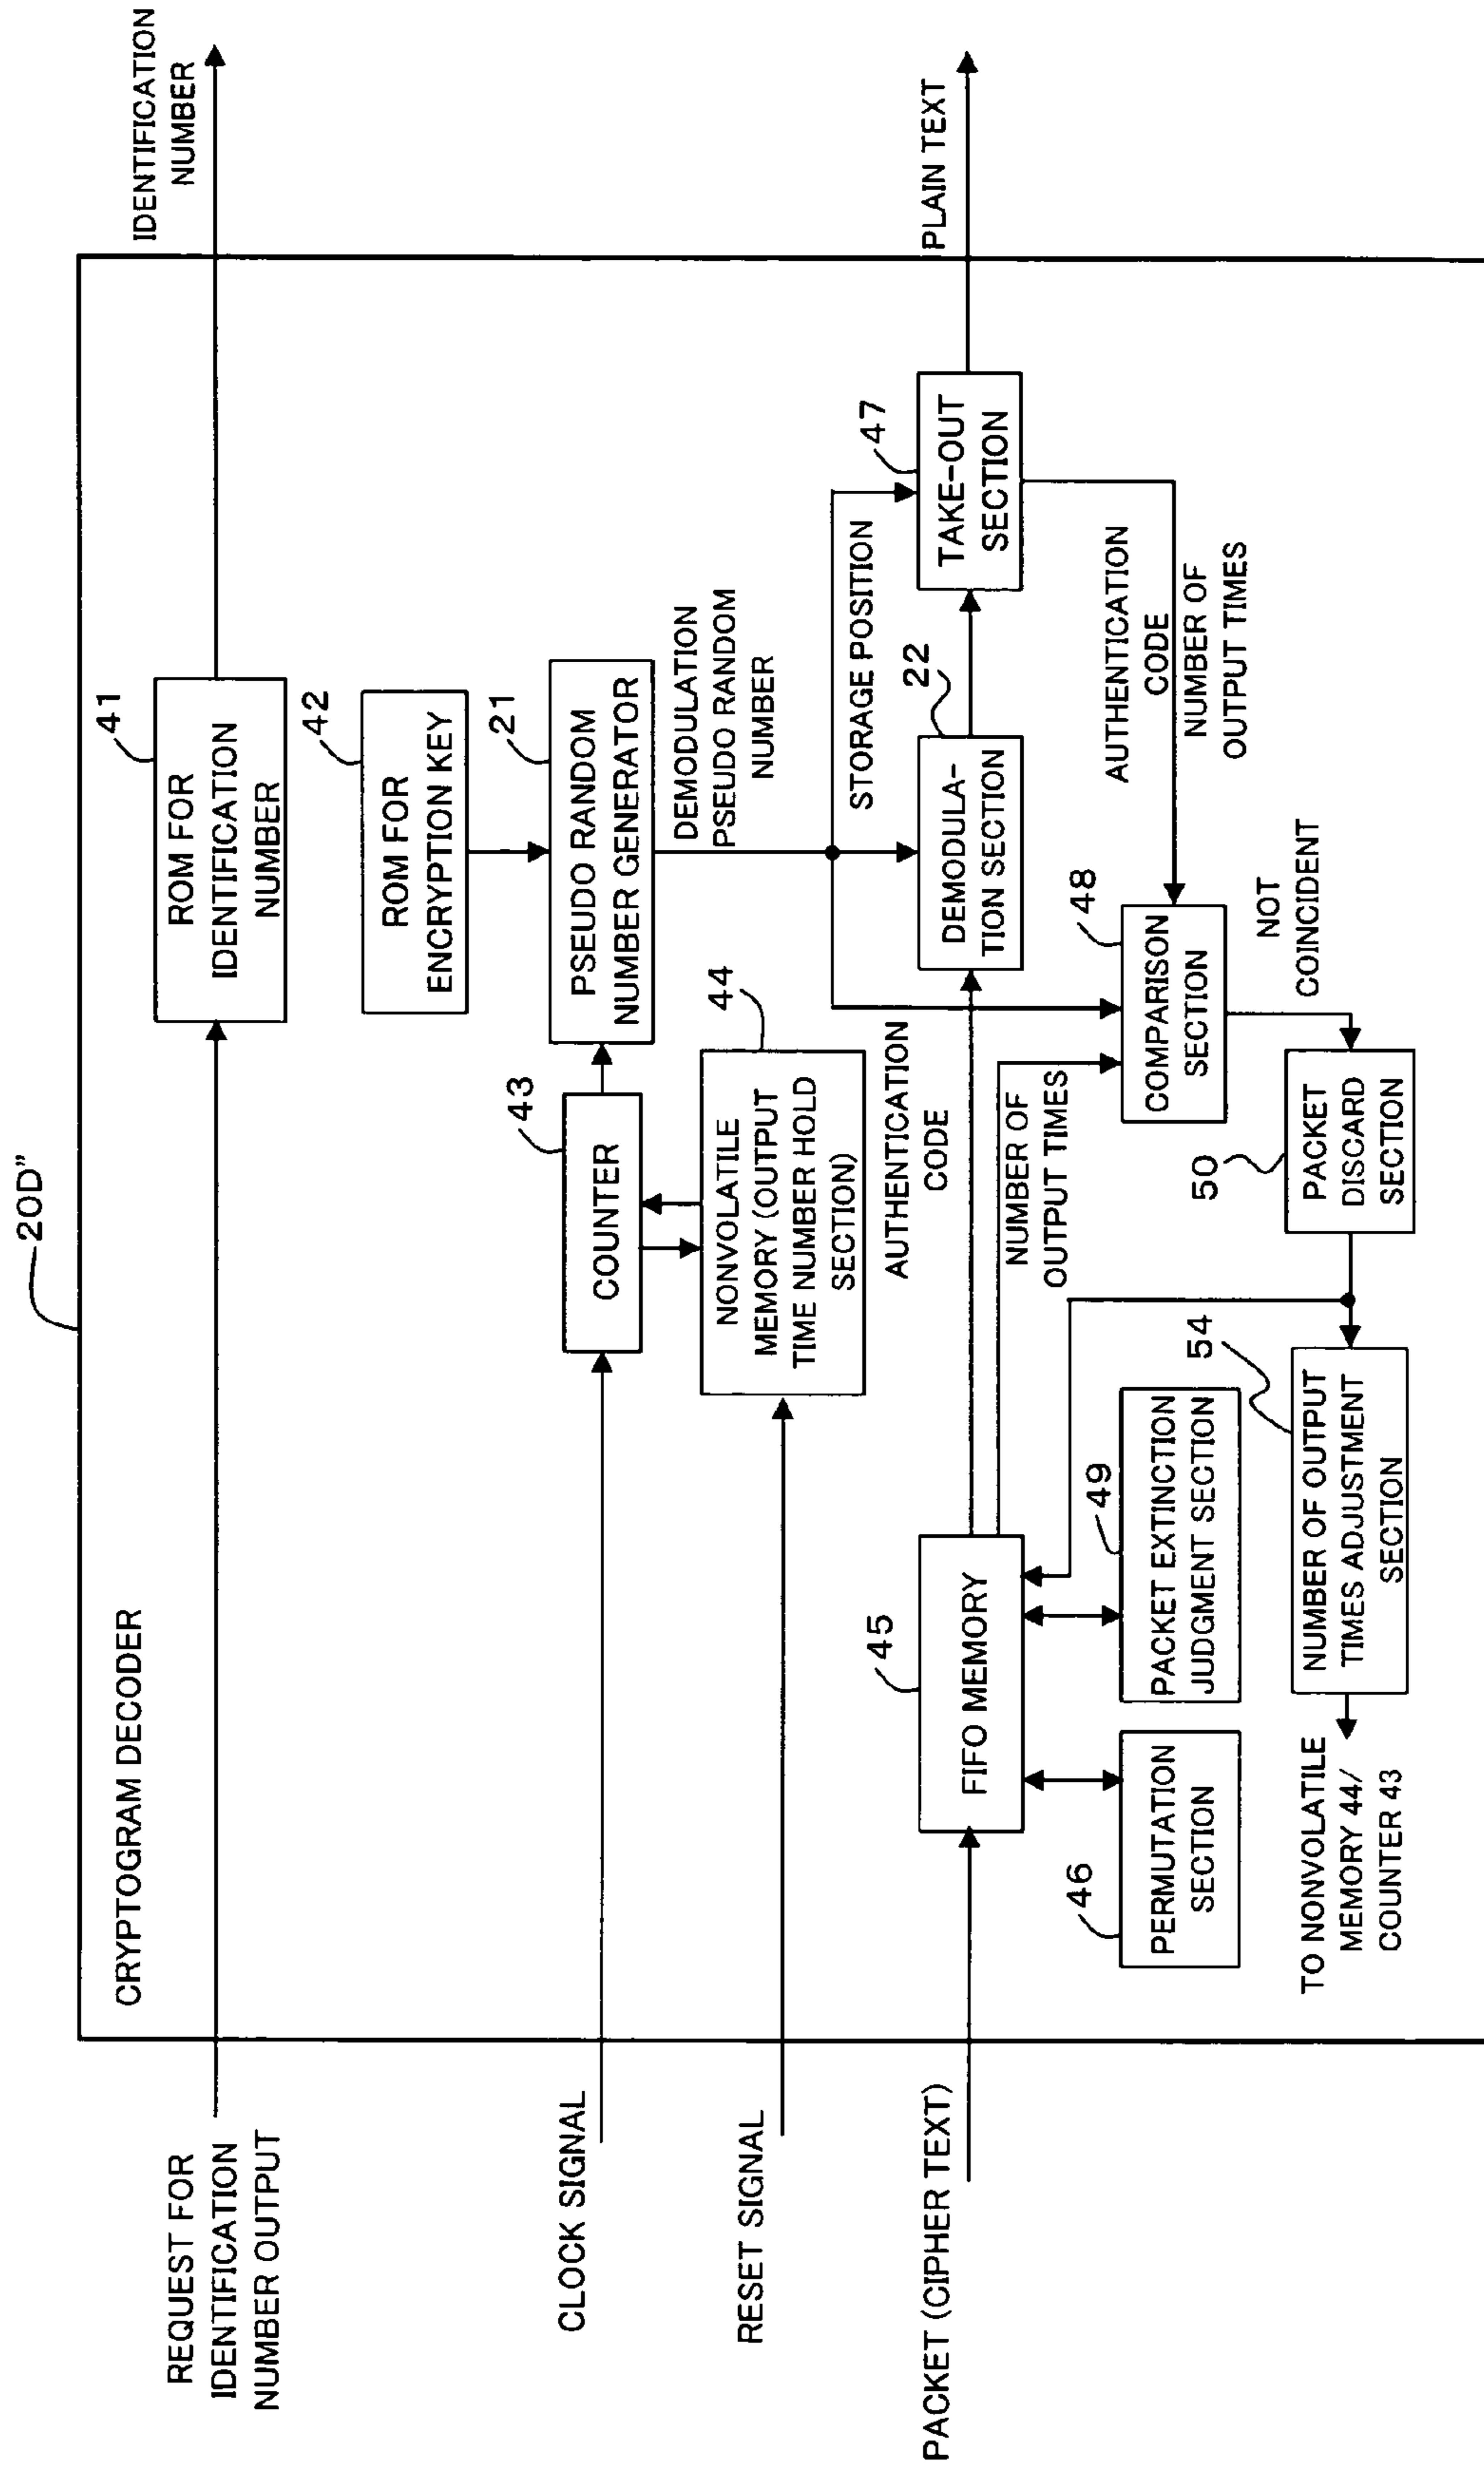 20D”
CRYPTOGRAM DECODER
REQUEST FOR
IDENTIFICATION
NUMBER OUTPUT
41
ROM FOR
IDENTIFICATION
NUMBER
IDENTIFICATION
NUMBER
42
ROM FOR
ENCRYPTION KEY
CLOCK SIGNAL
43
COUNTER
21
PSEUDO RANDOM
NUMBER GENERATOR
RESET SIGNAL
44
NONVOLATILE
MEMORY (OUTPUT
TIME NUMBER HOLD
SECTION)
DEMODULATION
PSEUDO RANDOM
NUMBER
STORAGE POSITION
PACKET (CIPHER TEXT)
45
FIFO MEMORY
AUTHENTICATION
CODE
NUMBER OF
OUTPUT TIMES
22
DEMODULA-
TION SECTION
47
TAKE-OUT
SECTION
PLAIN TEXT
AUTHENTICATION
CODE
NUMBER OF
OUTPUT TIMES
46
PERMUTATION
SECTION
49
PACKET EXTINCTION
JUDGMENT SECTION
48
COMPARISON
SECTION
NOT
COINCIDENT
50
PACKET
DISCARD
SECTION
54
NUMBER OF OUTPUT
TIMES ADJUSTMENT
SECTION
TO NONVOLATILE
MEMORY 44/
COUNTER 43